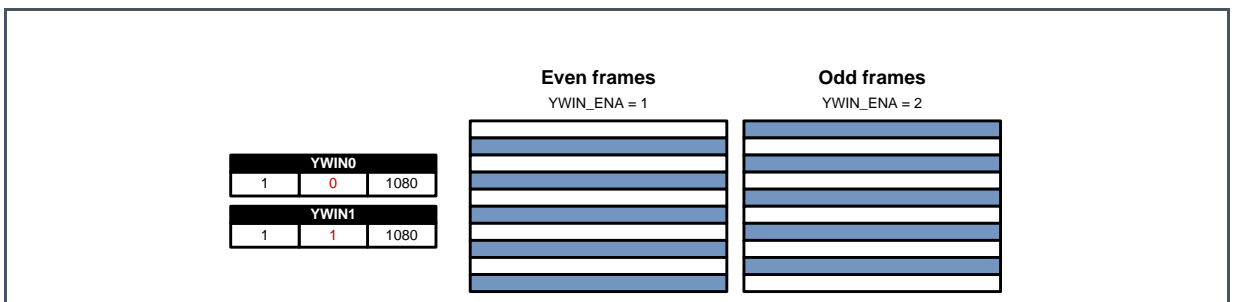 Even frames
Odd frames
YWIN_ENA = 1
YWIN_ENA = 2
YWIN0
1 0 1080
YWIN1
1 1 1080